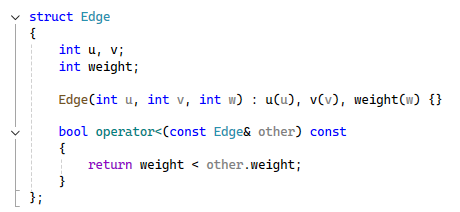 struct Edge
{
    int u, v;
    int weight;

    Edge(int u, int v, int w) : u(u), v(v), weight(w) {}

    bool operator<(const Edge& other) const
    {
        return weight < other.weight;
    }
};